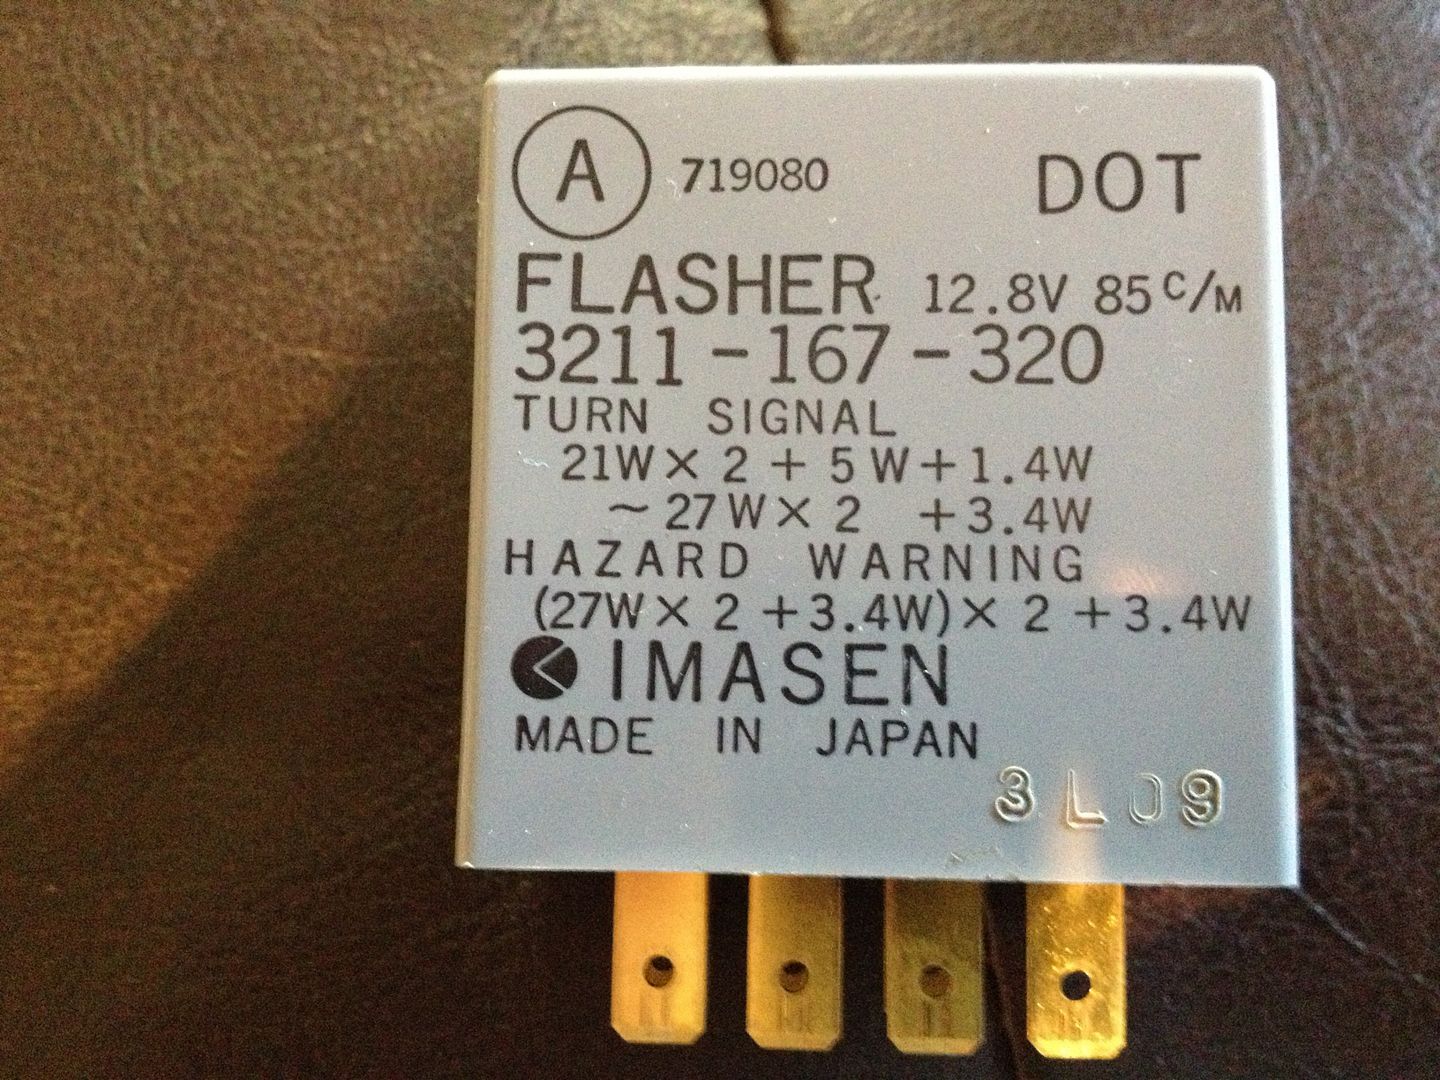 A 719080 DOT
FLASHER 12.8V 85 C/M
3211-167-320
TURN SIGNAL
21W× 2 + 5W+1.4W
~27W× 2 +3.4W
HAZARD WARNING
(27W× 2 +3.4W)× 2 +3.4W
IMASEN
MADE IN JAPAN
3L09